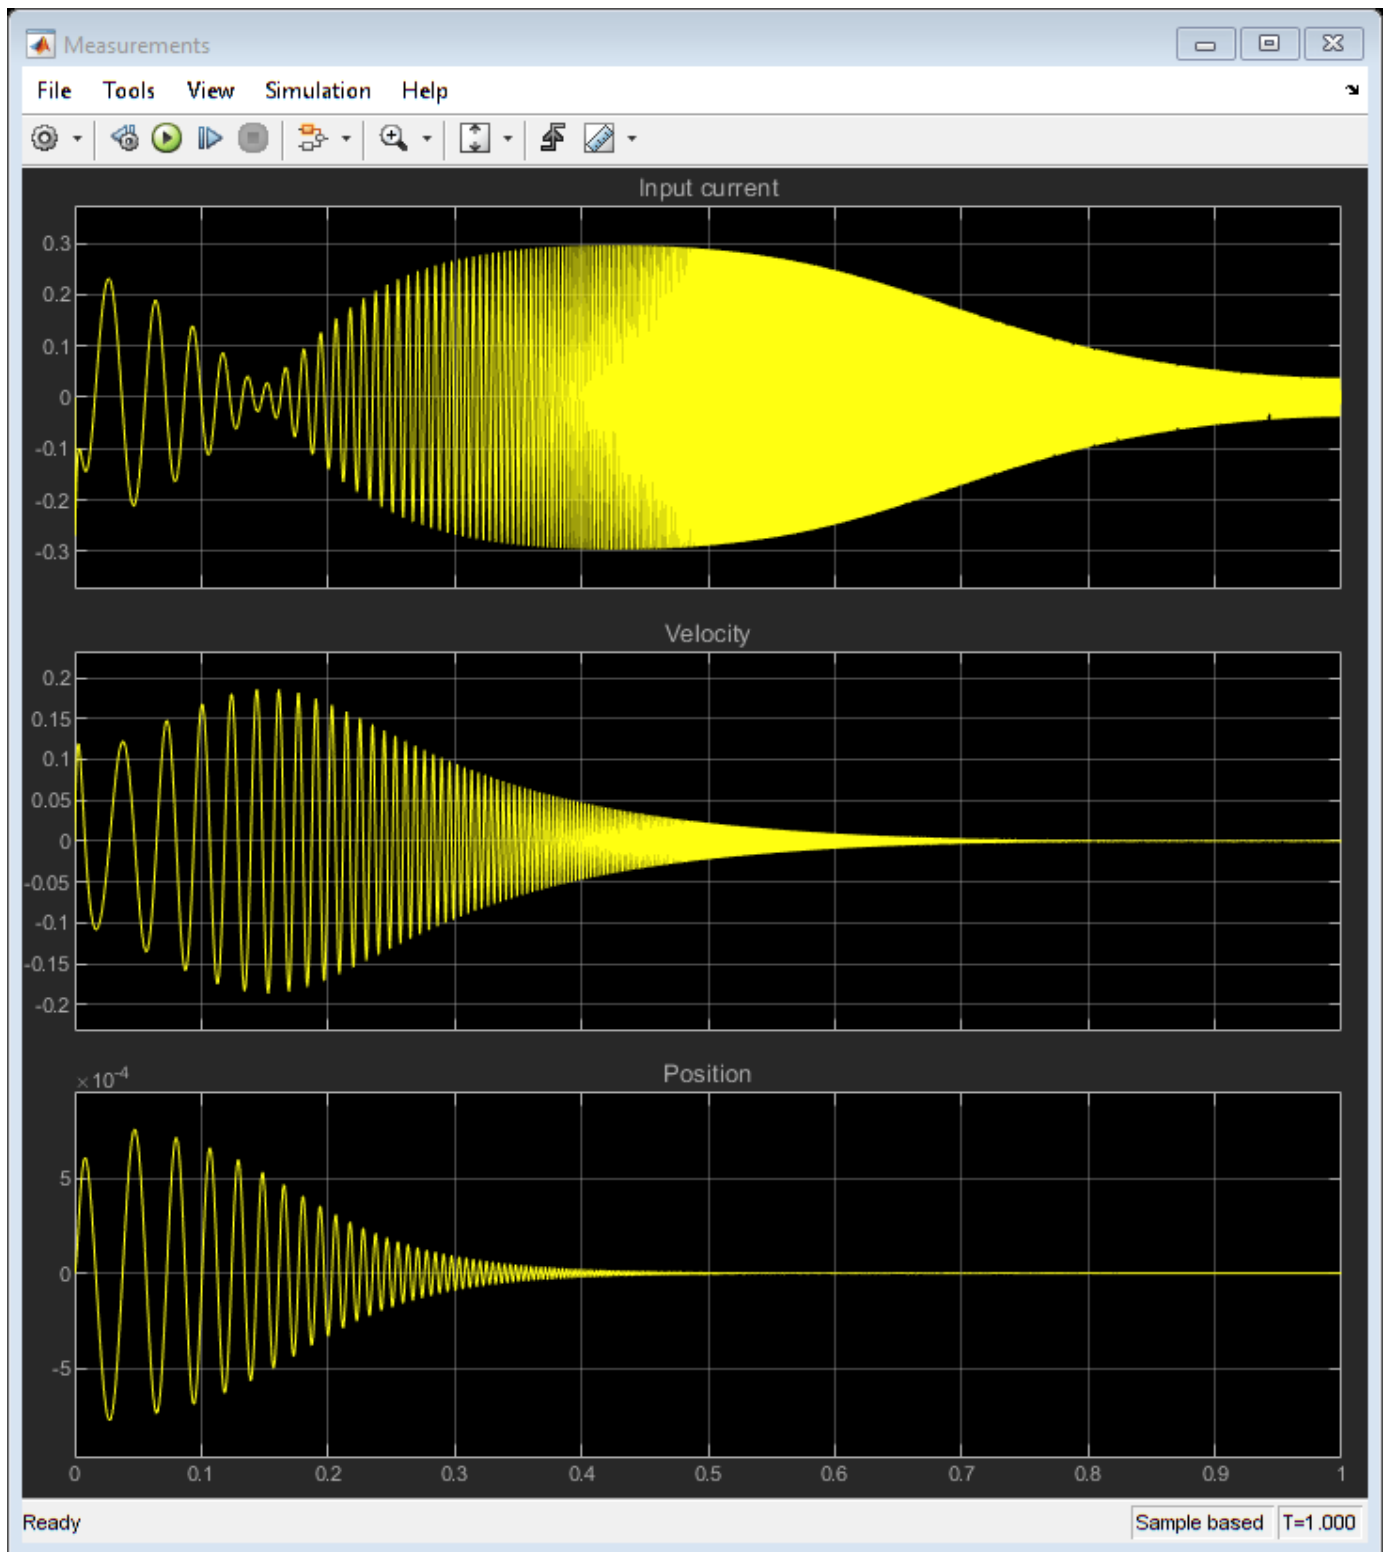 Measurements
File Tools View Simulation Help
Input current
0.3
0.2
0.1
0
-0.1
-0.2
-0.3
Velocity
0.2
0.15
0.1
0.05
0
-0.05
-0.1
-0.15
-0.2
Position
×10-4
5
0
-5
0 0.1 0.2 0.3 0.4 0.5 0.6 0.7 0.8 0.9 1
Ready Sample based T=1.000